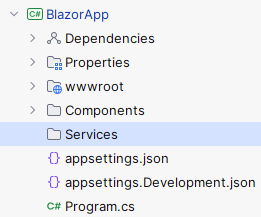 C# BlazorApp
Dependencies
Properties
wwwroot
Components
Services
{} appsettings.json
{} appsettings.Development.json
C# Program.cs